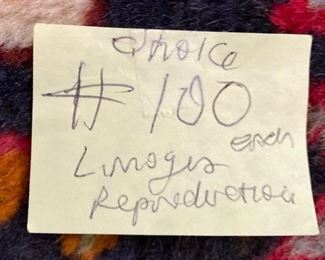 Choice
$100
each
Limoges
Reproduction